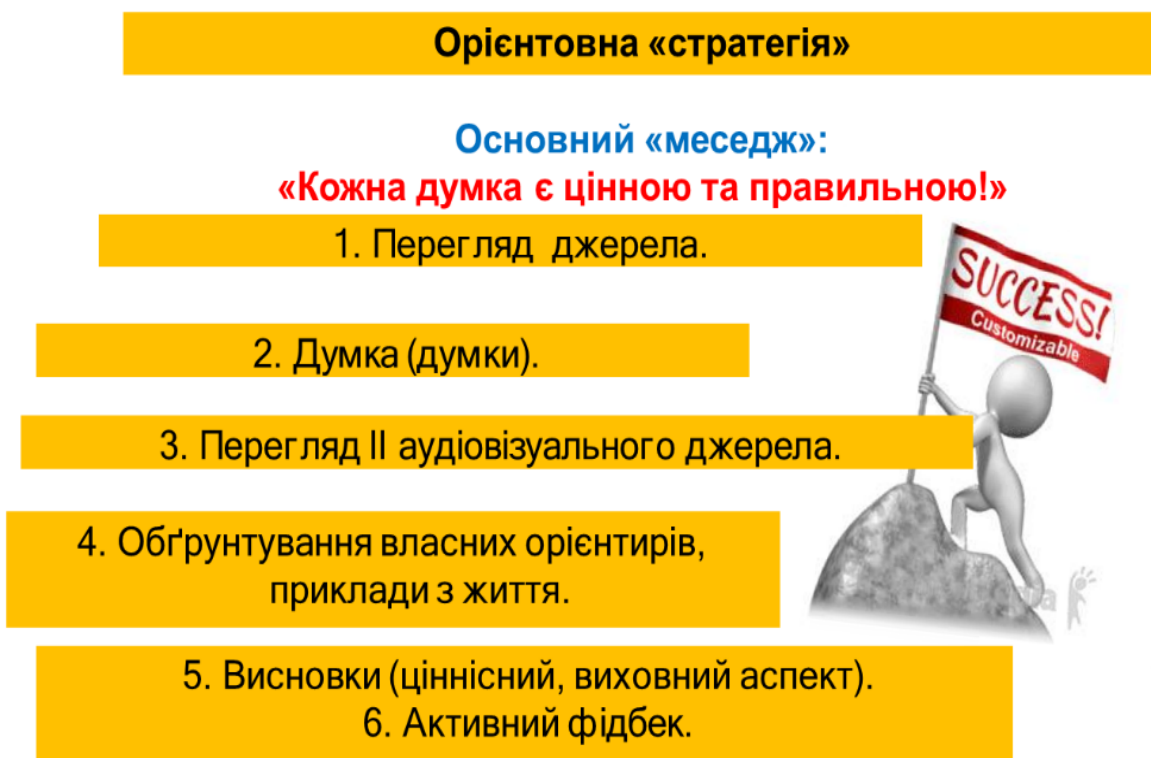 Орієнтовна «стратегія»
Основний «меседж»:
«Кожна думка є цінною та правильною!»
1. Перегляд джерела.
SUCCESS!
Customizable
2. Думка (думки).
3. Перегляд ІІ аудіовізуального джерела.
4. Обґрунтування власних орієнтирів,
приклади з життя.
5. Висновки (ціннісний, виховний аспект).
6. Активний фідбек.